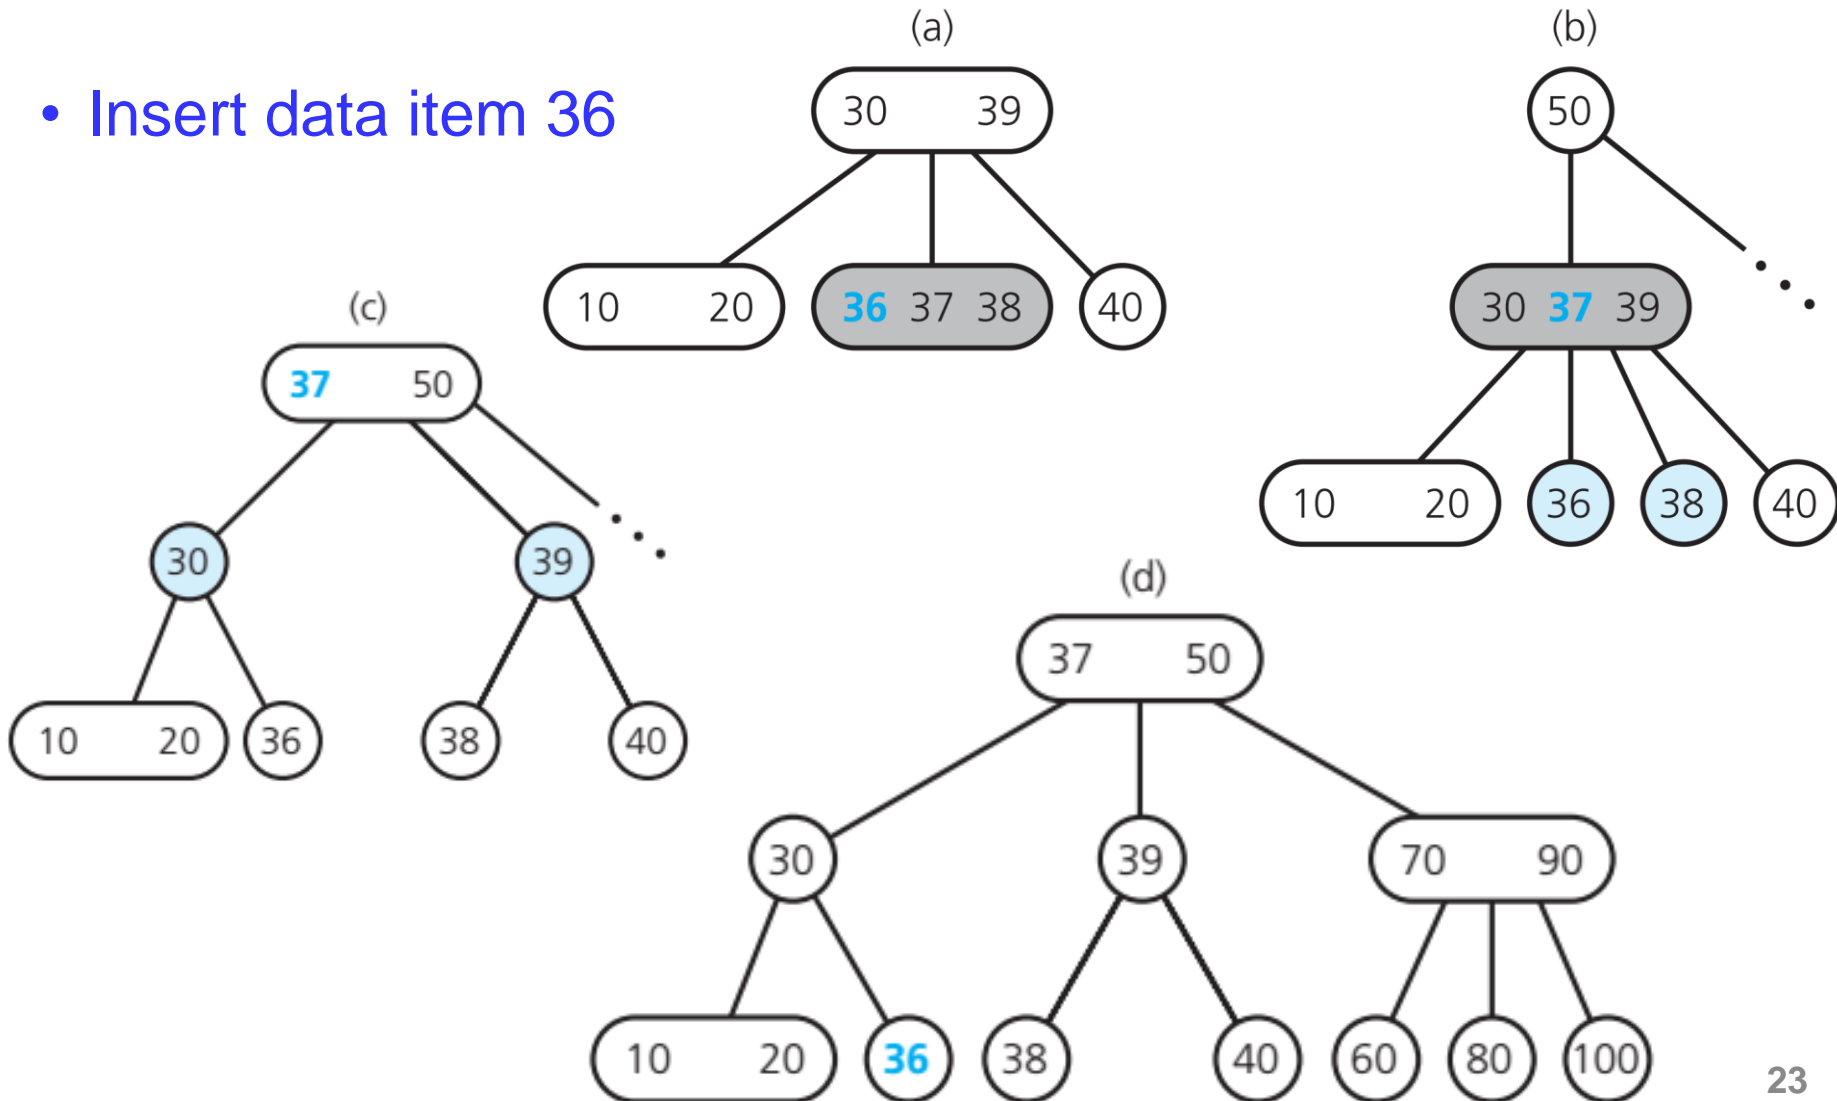 • Insert data item 36
(a)
30 39
10 20 36 37 38 40
(b)
50
30 37 39
10 20 36 38 40
(c)
37 50
30 39
10 20 36 38 40
(d)
37 50
30 39 70 90
10 20 36 38 40 60 80 100
23